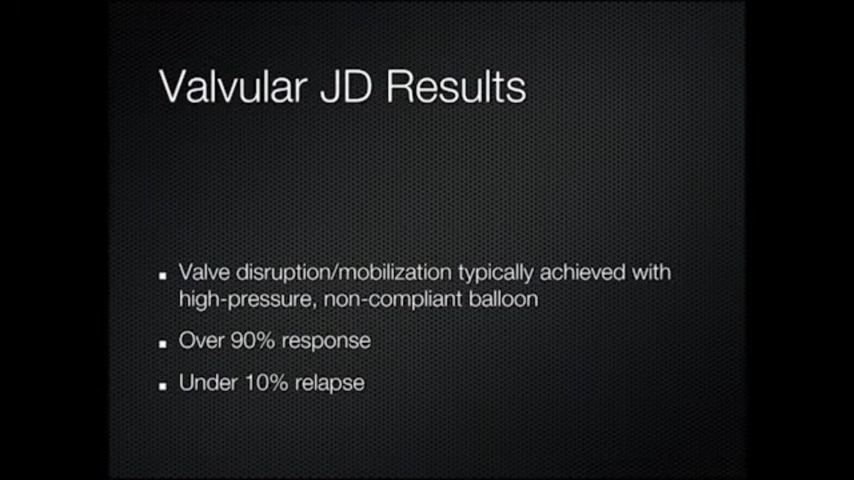 Valvular JD Results
▪ Valve disruption/mobilization typically achieved with
high-pressure, non-compliant balloon
▪ Over 90% response
▪ Under 10% relapse